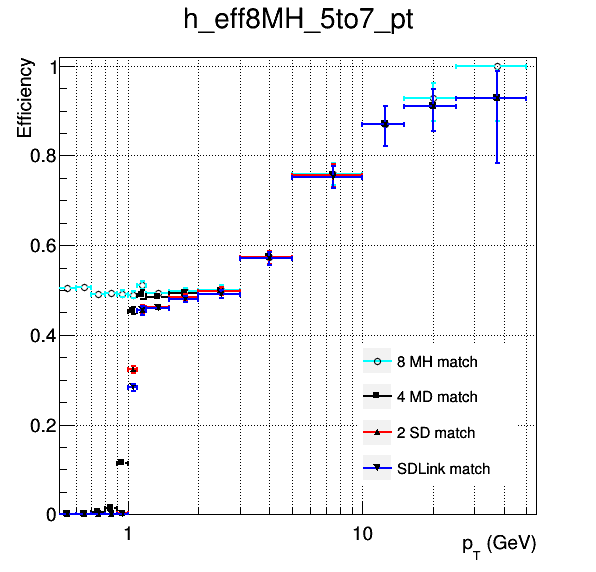 h_eff8MH_5to7_pt
Efficiency
1
0.8
0.6
0.4
0.2
0
8 MH match
4 MD match
2 SD match
SDLink match
1
10
p_T (GeV)